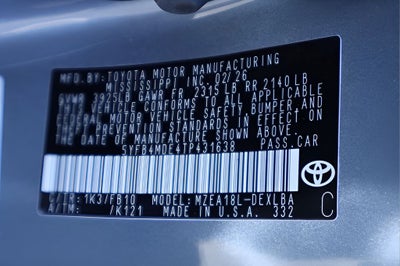 MFD. BY: TOYOTA MOTOR MANUFACTURING
MISSISSIPPI, INC. 02/26
GVWR 3925LB GAWR FR 2315 LB RR 2140 LB
THIS VEHICLE CONFORMS TO ALL APPLICABLE
FEDERAL MOTOR VEHICLE SAFETY, BUMPER, AND
THEFT PREVENTION STANDARDS IN EFFECT ON
THE DATE OF MANUFACTURE SHOWN ABOVE.
5YFB4MDE4TP431638 PASS.CAR
C/TR: 1K3/FB10 MODEL: MZEA18L-DEXLBA
A/TM: /K121 MADE IN U.S.A. 332
C